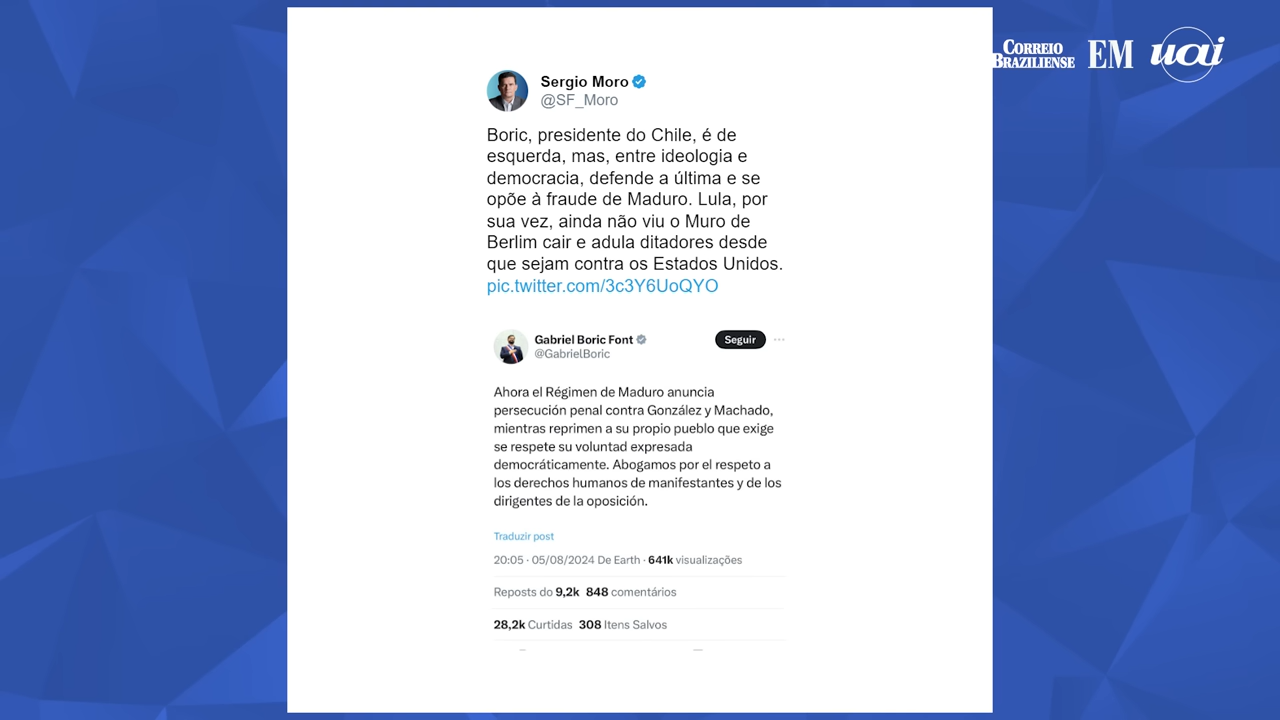 CORREIO
BRAZILIENSE
EM
uai
Sergio Moro
@SF_Moro
Boric, presidente do Chile, é de
esquerda, mas, entre ideologia e
democracia, defende a última e se
opõe à fraude de Maduro. Lula, por
sua vez, ainda não viu o Muro de
Berlim cair e adula ditadores desde
que sejam contra os Estados Unidos.
pic.twitter.com/3c3Y6UoQYO
Gabriel Boric Font
@GabrielBoric
Seguir
Ahora el Régimen de Maduro anuncia
persecución penal contra González y Machado,
mientras reprimen a su propio pueblo que exige
se respete su voluntad expresada
democráticamente. Abogamos por el respeto a
los derechos humanos de manifestantes y de los
dirigentes de la oposición.
Traduzir post
20:05 · 05/08/2024 De Earth · 641k visualizações
Reposts do 9,2k 848 comentários
28,2k Curtidas 308 Itens Salvos